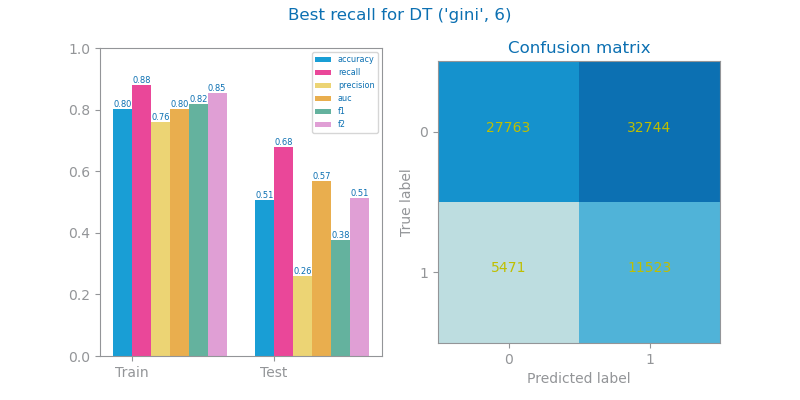 Best recall for DT ('gini', 6)
1.0
0.8
0.6
0.4
0.2
0.0
0.80
0.88
0.76
0.80
0.82
0.85
0.51
0.68
0.26
0.57
0.38
0.51
accuracy
recall
precision
auc
f1
f2
Train
Test
Confusion matrix
True label
0
27763
32744
1
5471
11523
0
1
Predicted label